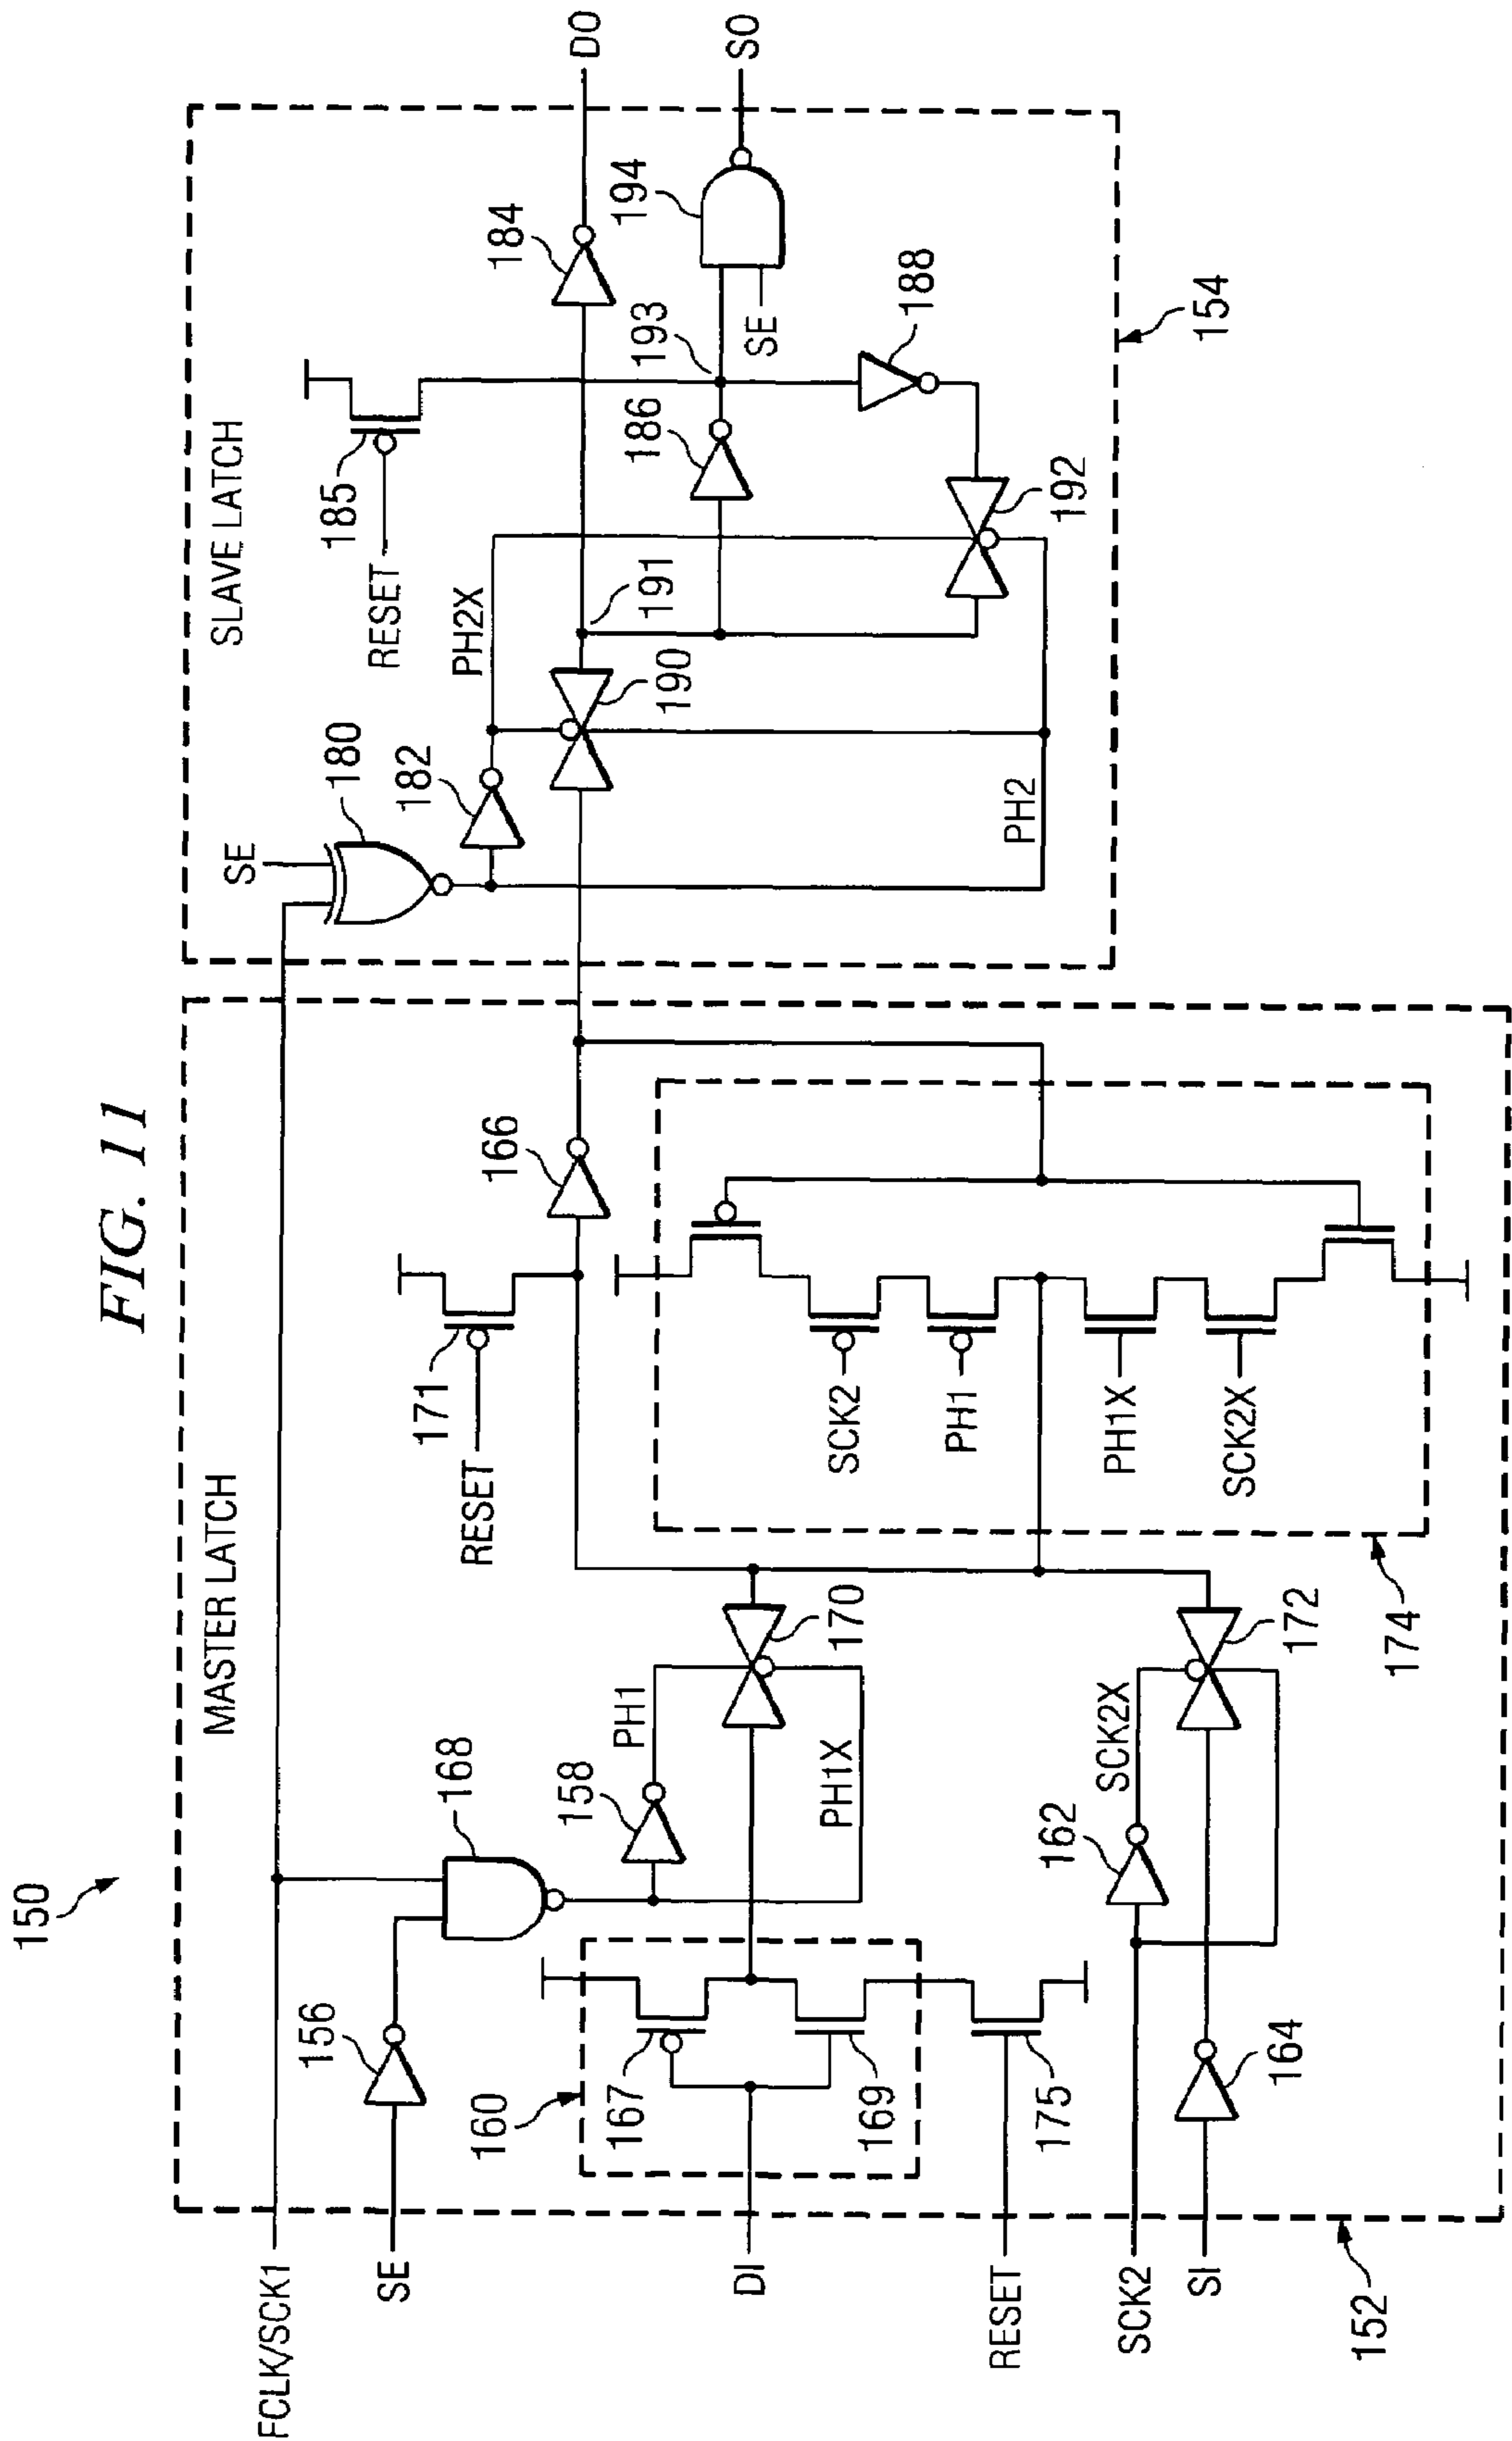 FIG. 11
150
MASTER LATCH
SLAVE LATCH
FCLK/SCK1
SE
156
168
158
PH1
PH1X
170
160
167
169
DI
RESET
175
SCK2
SI
162
164
SCK2X
172
152
RESET
171
166
SCK2
PH1
PH1X
SCK2X
174
SE
180
182
PH2X
PH2
190
191
RESET
185
184
186
193
SE
194
188
192
154
DO
SO